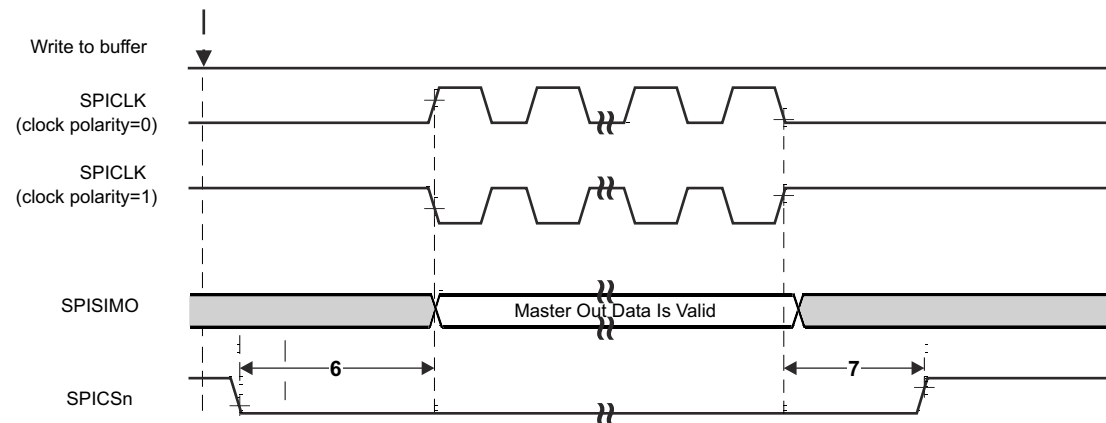 Write to buffer
SPICLK
(clock polarity=0)
SPICLK
(clock polarity=1)
SPISIMO
Master Out Data Is Valid
6
7
SPICSn